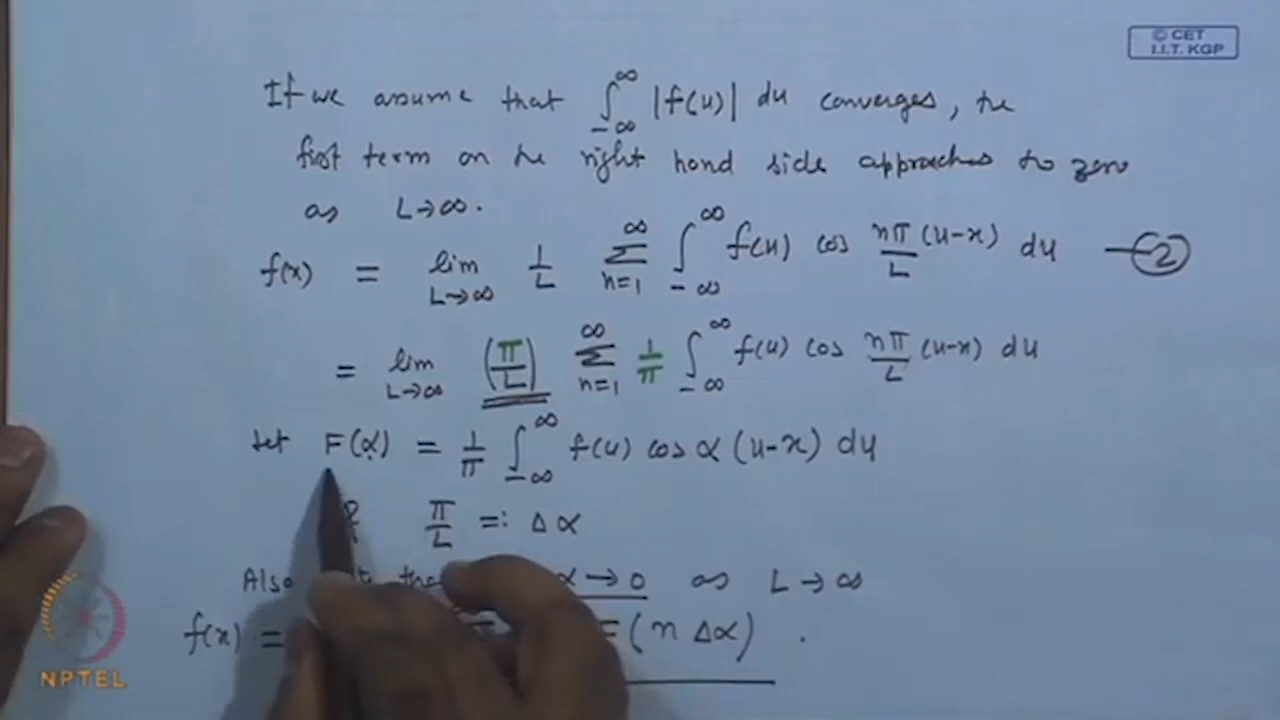 © CET
I.I.T. KGP
If we assume that ∫_{-∞}^{∞} |f(u)| du converges, the
first term on the right hand side approaches to zero
as L→∞.
f(x) = lim_{L→∞} 1/L ∑_{n=1}^{∞} ∫_{-∞}^{∞} f(u) cos nπ/L (u-x) du —②
= lim_{L→∞} (π/L) ∑_{n=1}^{∞} 1/π ∫_{-∞}^{∞} f(u) cos nπ/L (u-x) du
Let F(α) = 1/π ∫_{-∞}^{∞} f(u) cos α (u-x) du
& π/L =: Δα
Also α → 0 as L → ∞
f(x) = F(n Δα) .
NPTEL